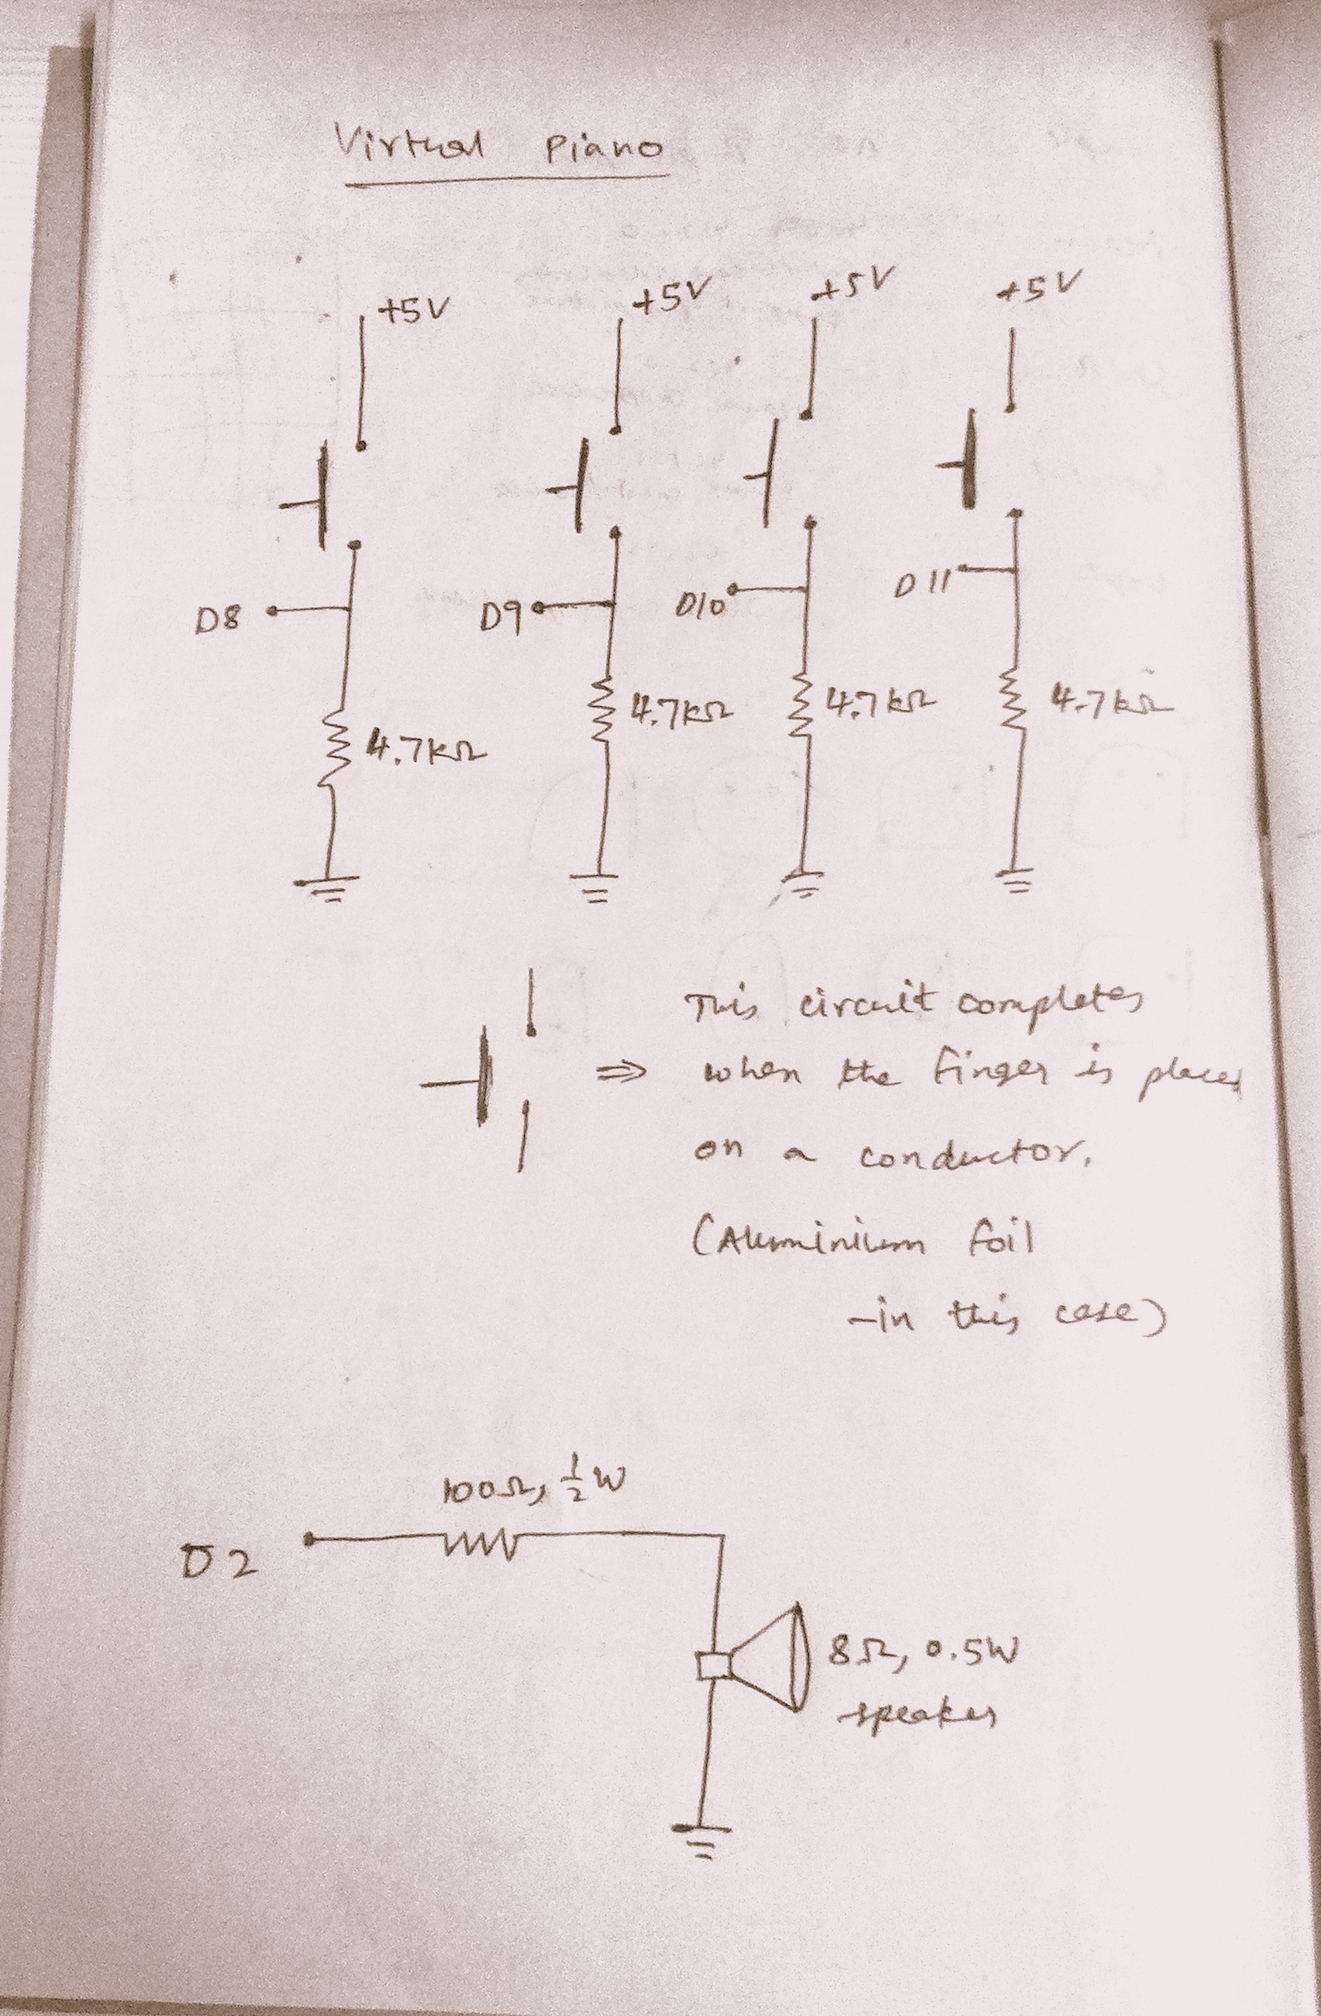 Virtual Piano
+5V +5V +5V +5V
D8 D9 D10 D11
4.7kΩ 4.7kΩ 4.7kΩ 4.7kΩ
⇒ This circuit completes
when the finger is placed
on a conductor.
(Aluminium foil
-in this case)
100Ω, 1/2 W
D2
8Ω, 0.5W
speaker